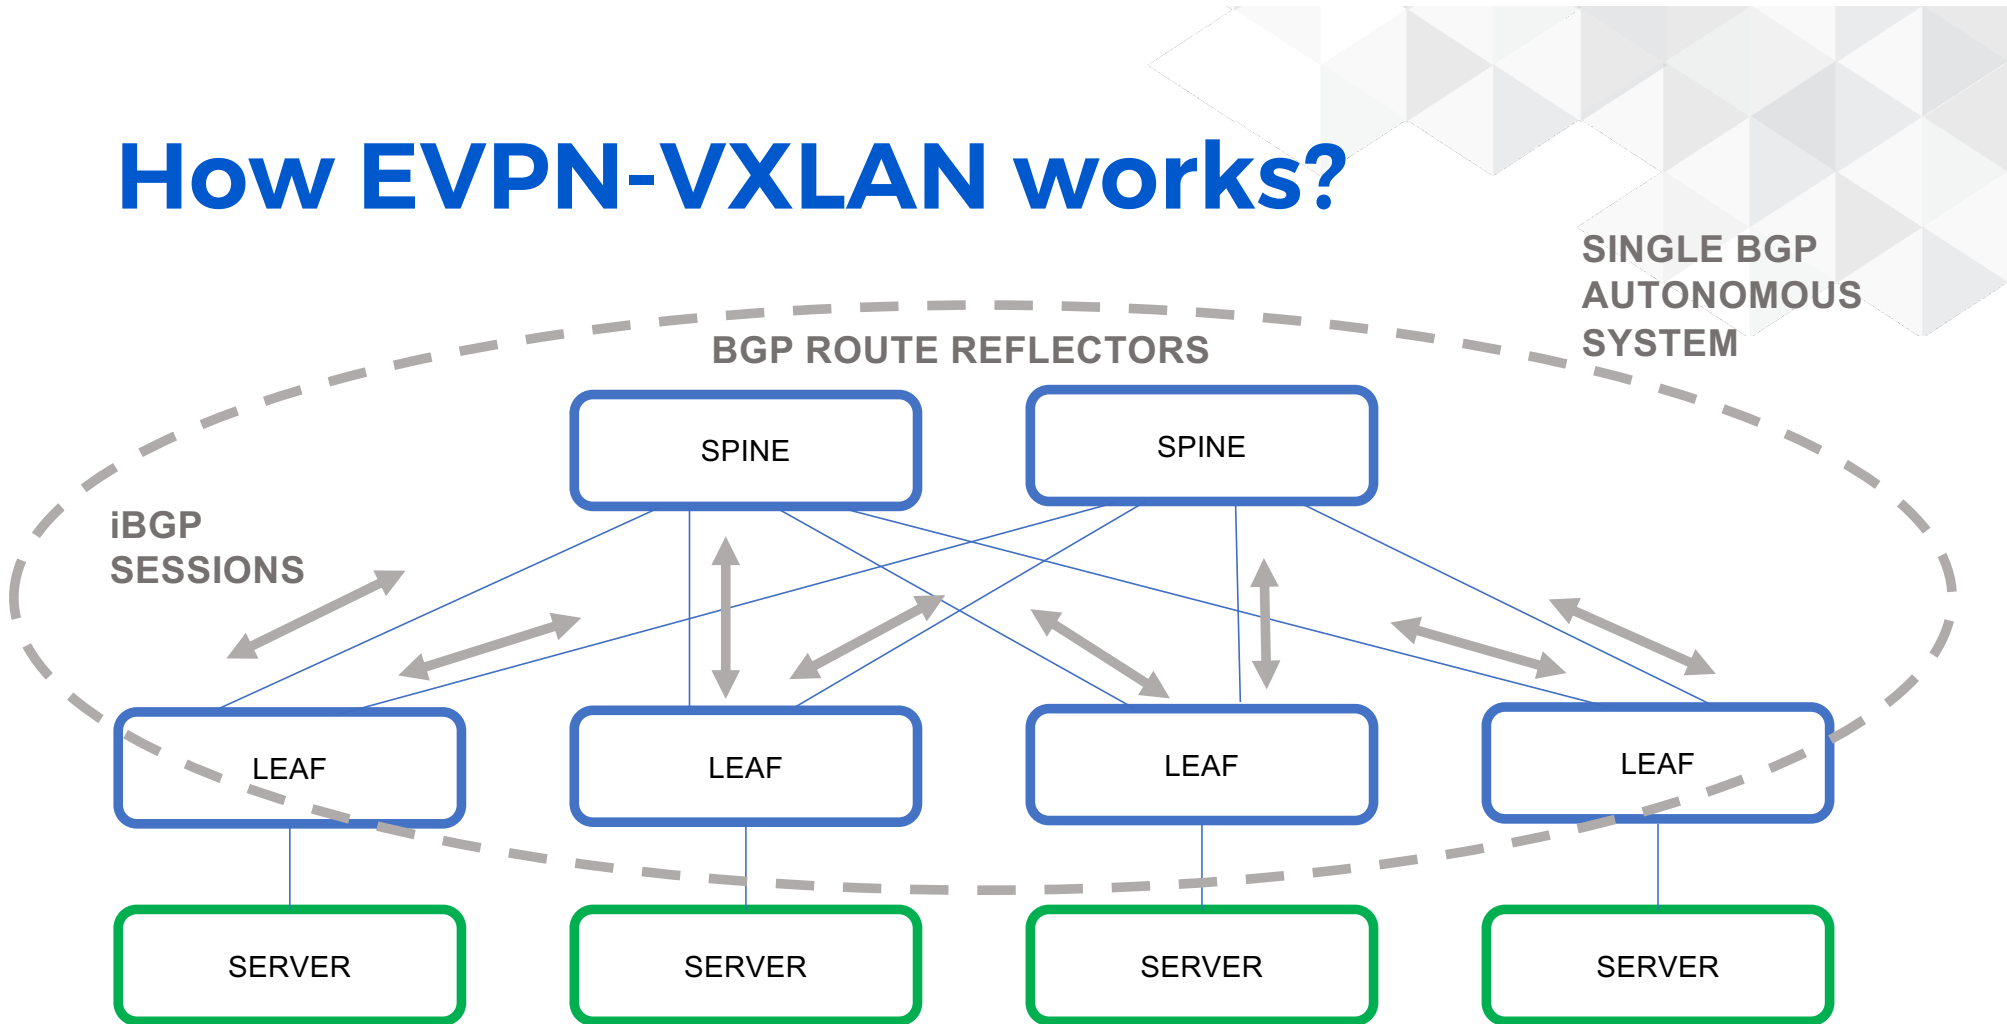 How EVPN-VXLAN works?
SINGLE BGP
AUTONOMOUS
SYSTEM
BGP ROUTE REFLECTORS
SPINE
SPINE
iBGP
SESSIONS
LEAF
LEAF
LEAF
LEAF
SERVER
SERVER
SERVER
SERVER